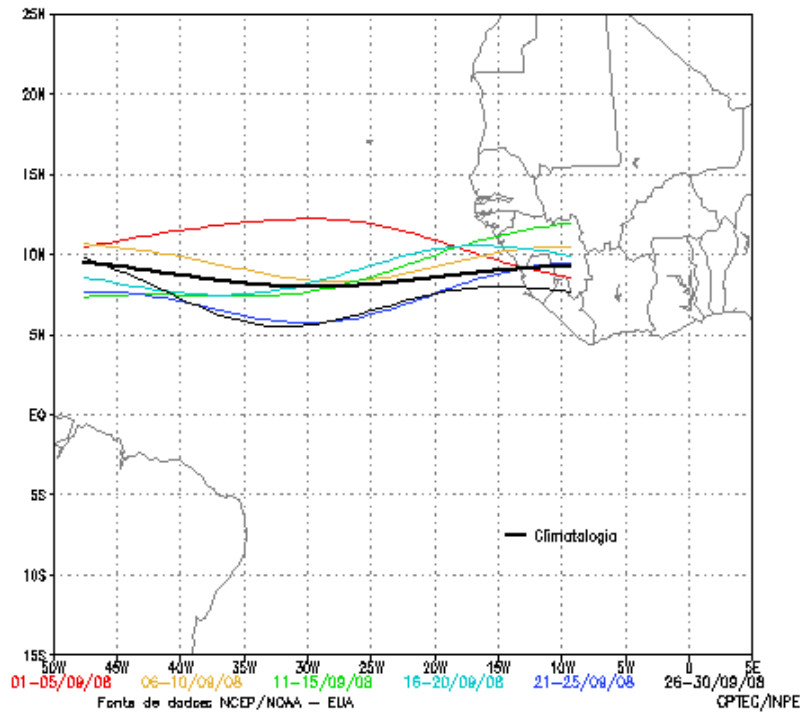 25N
20N
15N
10N
5N
EQ
5S
10S
15S
Climatalogia
50W 45W 40W 35W 30W 25W 20W 15W 10W 5W 0 5E
01-05/09/08 06-10/09/08 11-15/09/08 16-20/09/08 21-25/09/08 26-30/09/08
Fonte de dados NCEP/NOAA - EUA CPTEC/INPE